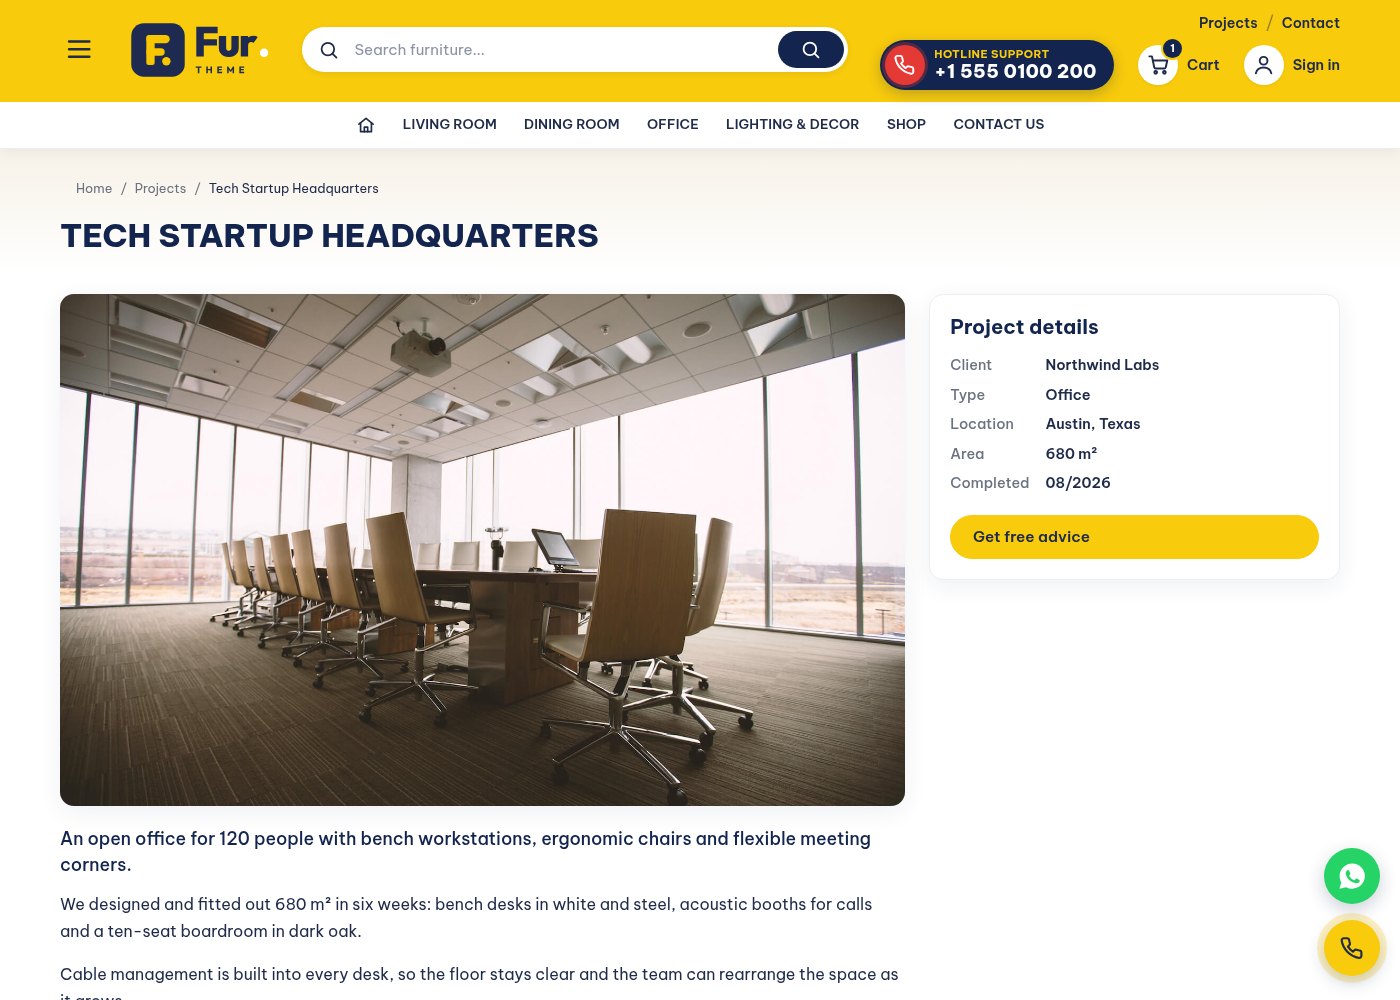 Projects / Contact
Fur.
THEME
Search furniture...
HOTLINE SUPPORT
+1 555 0100 200
1
Cart
Sign in
LIVING ROOM
DINING ROOM
OFFICE
LIGHTING & DECOR
SHOP
CONTACT US
Home / Projects / Tech Startup Headquarters
TECH STARTUP HEADQUARTERS
Project details
Client Northwind Labs
Type Office
Location Austin, Texas
Area 680 m²
Completed 08/2026
Get free advice
An open office for 120 people with bench workstations, ergonomic chairs and flexible meeting
corners.
We designed and fitted out 680 m² in six weeks: bench desks in white and steel, acoustic booths for calls
and a ten-seat boardroom in dark oak.
Cable management is built into every desk, so the floor stays clear and the team can rearrange the space as
it grows.